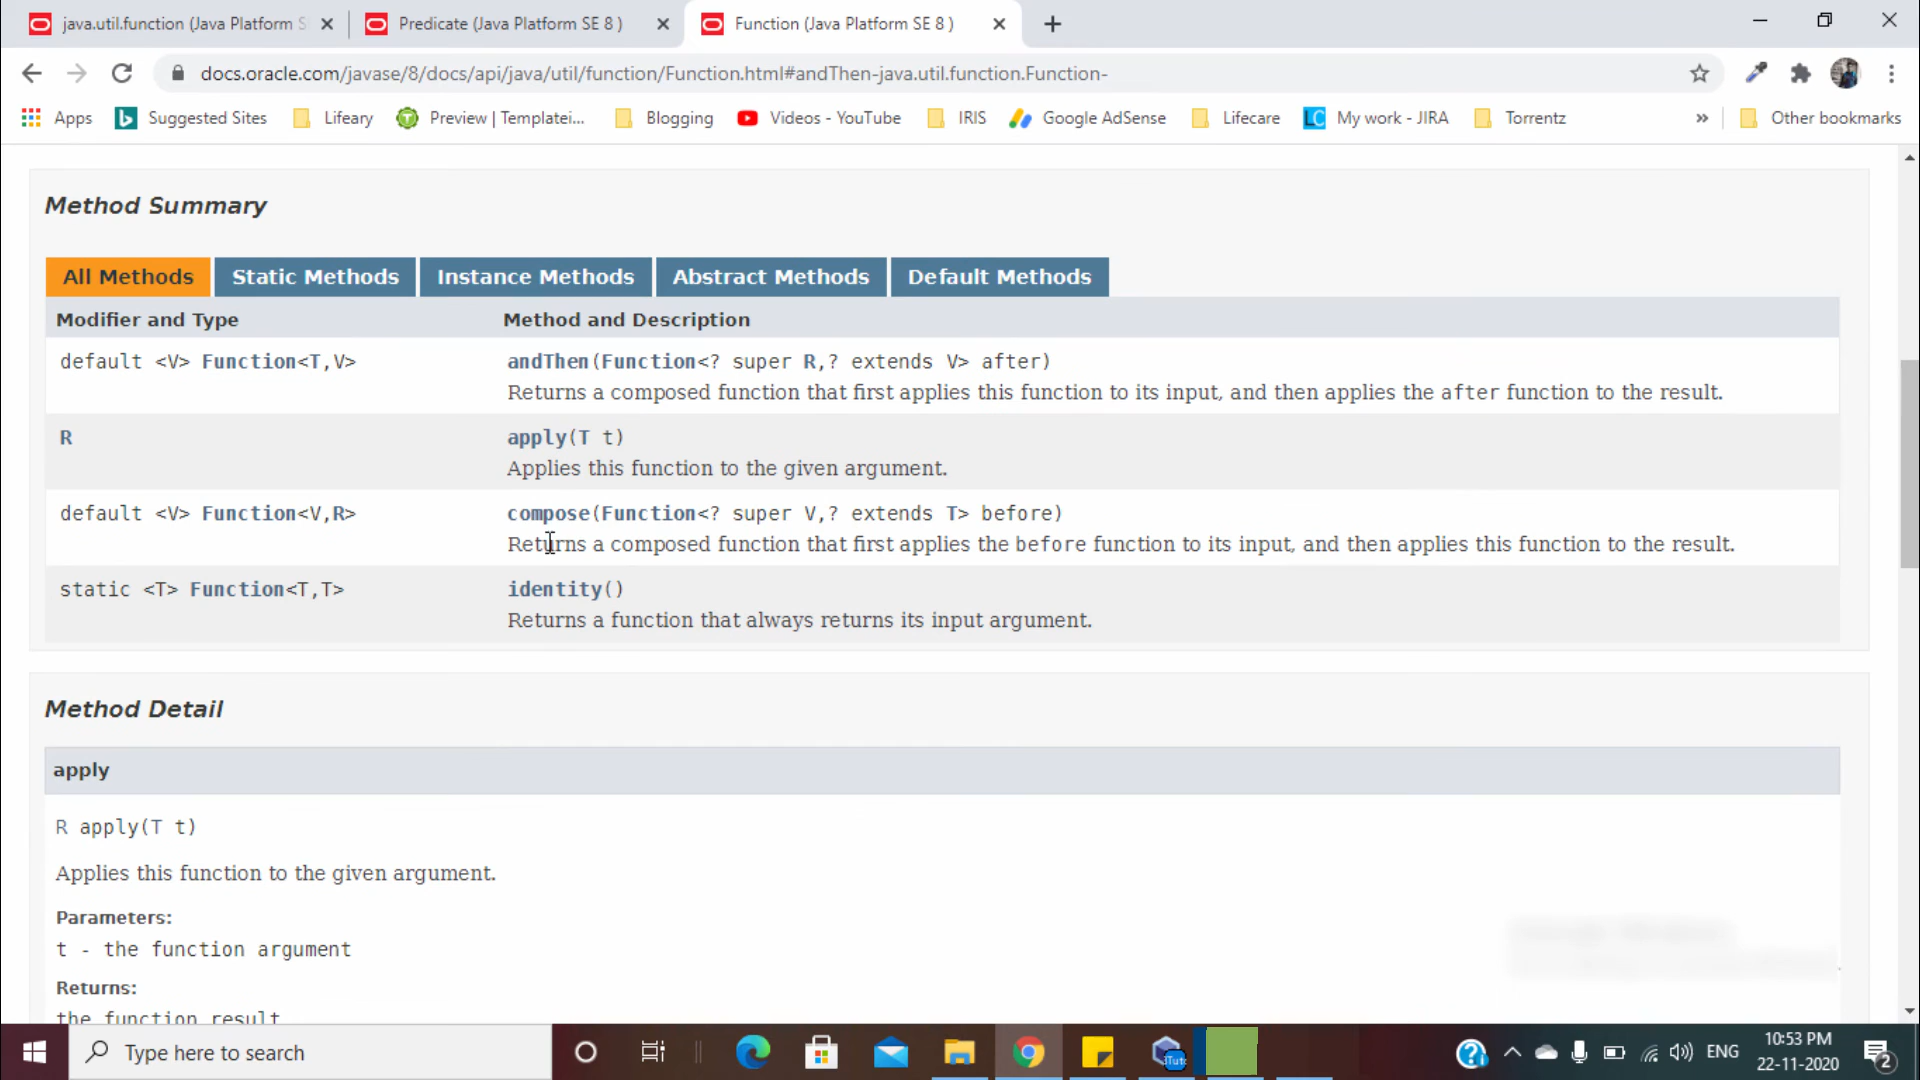 java.util.function (Java Platform S
Predicate (Java Platform SE 8 )
Function (Java Platform SE 8 )
docs.oracle.com/javase/8/docs/api/java/util/function/Function.html#andThen-java.util.function.Function-
Apps
Suggested Sites
Lifeary
Preview | Templatei...
Blogging
Videos - YouTube
IRIS
Google AdSense
Lifecare
LC
My work - JIRA
Torrentz
»
Other bookmarks
Method Summary
All Methods
Static Methods
Instance Methods
Abstract Methods
Default Methods
Modifier and Type
Method and Description
default <V> Function<T,V>
andThen(Function<? super R,? extends V> after)
Returns a composed function that first applies this function to its input, and then applies the after function to the result.
R
apply(T t)
Applies this function to the given argument.
default <V> Function<V,R>
compose(Function<? super V,? extends T> before)
Returns a composed function that first applies the before function to its input, and then applies this function to the result.
static <T> Function<T,T>
identity()
Returns a function that always returns its input argument.
Method Detail
apply
R apply(T t)
Applies this function to the given argument.
Parameters:
t - the function argument
Returns:
the function result
Type here to search
ENG
10:53 PM
22-11-2020
2